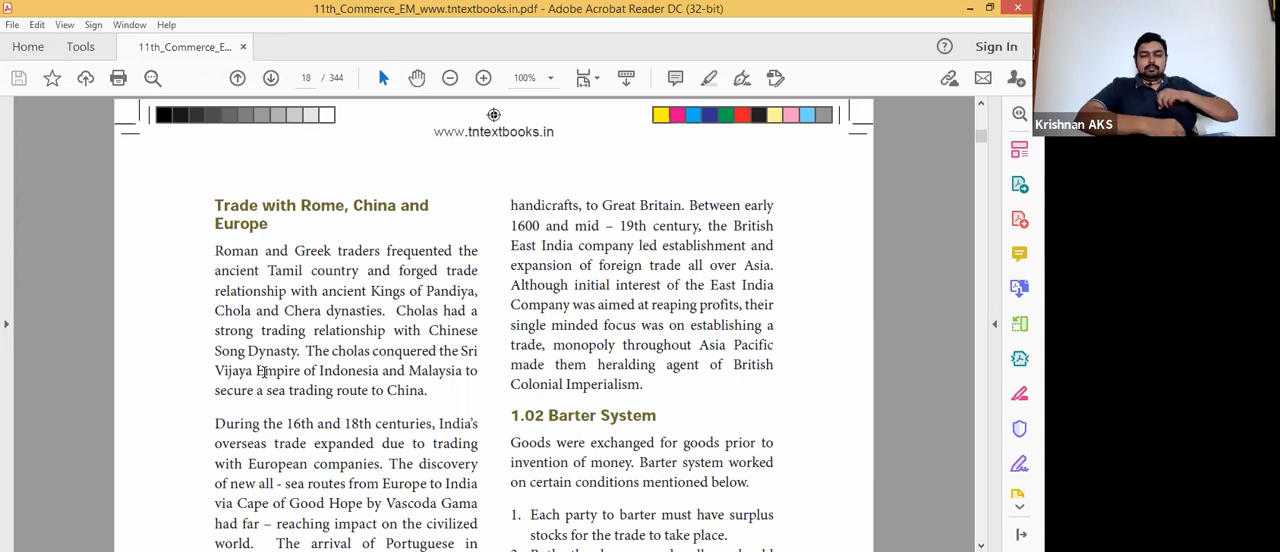 11th_Commerce_EM_www.tntextbooks.in.pdf - Adobe Acrobat Reader DC (32-bit)
File Edit View Sign Window Help
Home Tools 11th_Commerce_E... × Sign In
18 / 344 100%
www.tntextbooks.in
Krishnan AKS
Trade with Rome, China and
Europe
Roman and Greek traders frequented the
ancient Tamil country and forged trade
relationship with ancient Kings of Pandiya,
Chola and Chera dynasties. Cholas had a
strong trading relationship with Chinese
Song Dynasty. The cholas conquered the Sri
Vijaya Empire of Indonesia and Malaysia to
secure a sea trading route to China.
During the 16th and 18th centuries, India's
overseas trade expanded due to trading
with European companies. The discovery
of new all - sea routes from Europe to India
via Cape of Good Hope by Vascoda Gama
had far – reaching impact on the civilized
world. The arrival of Portuguese in
handicrafts, to Great Britain. Between early
1600 and mid – 19th century, the British
East India company led establishment and
expansion of foreign trade all over Asia.
Although initial interest of the East India
Company was aimed at reaping profits, their
single minded focus was on establishing a
trade, monopoly throughout Asia Pacific
made them heralding agent of British
Colonial Imperialism.
1.02 Barter System
Goods were exchanged for goods prior to
invention of money. Barter system worked
on certain conditions mentioned below.
1. Each party to barter must have surplus
stocks for the trade to take place.